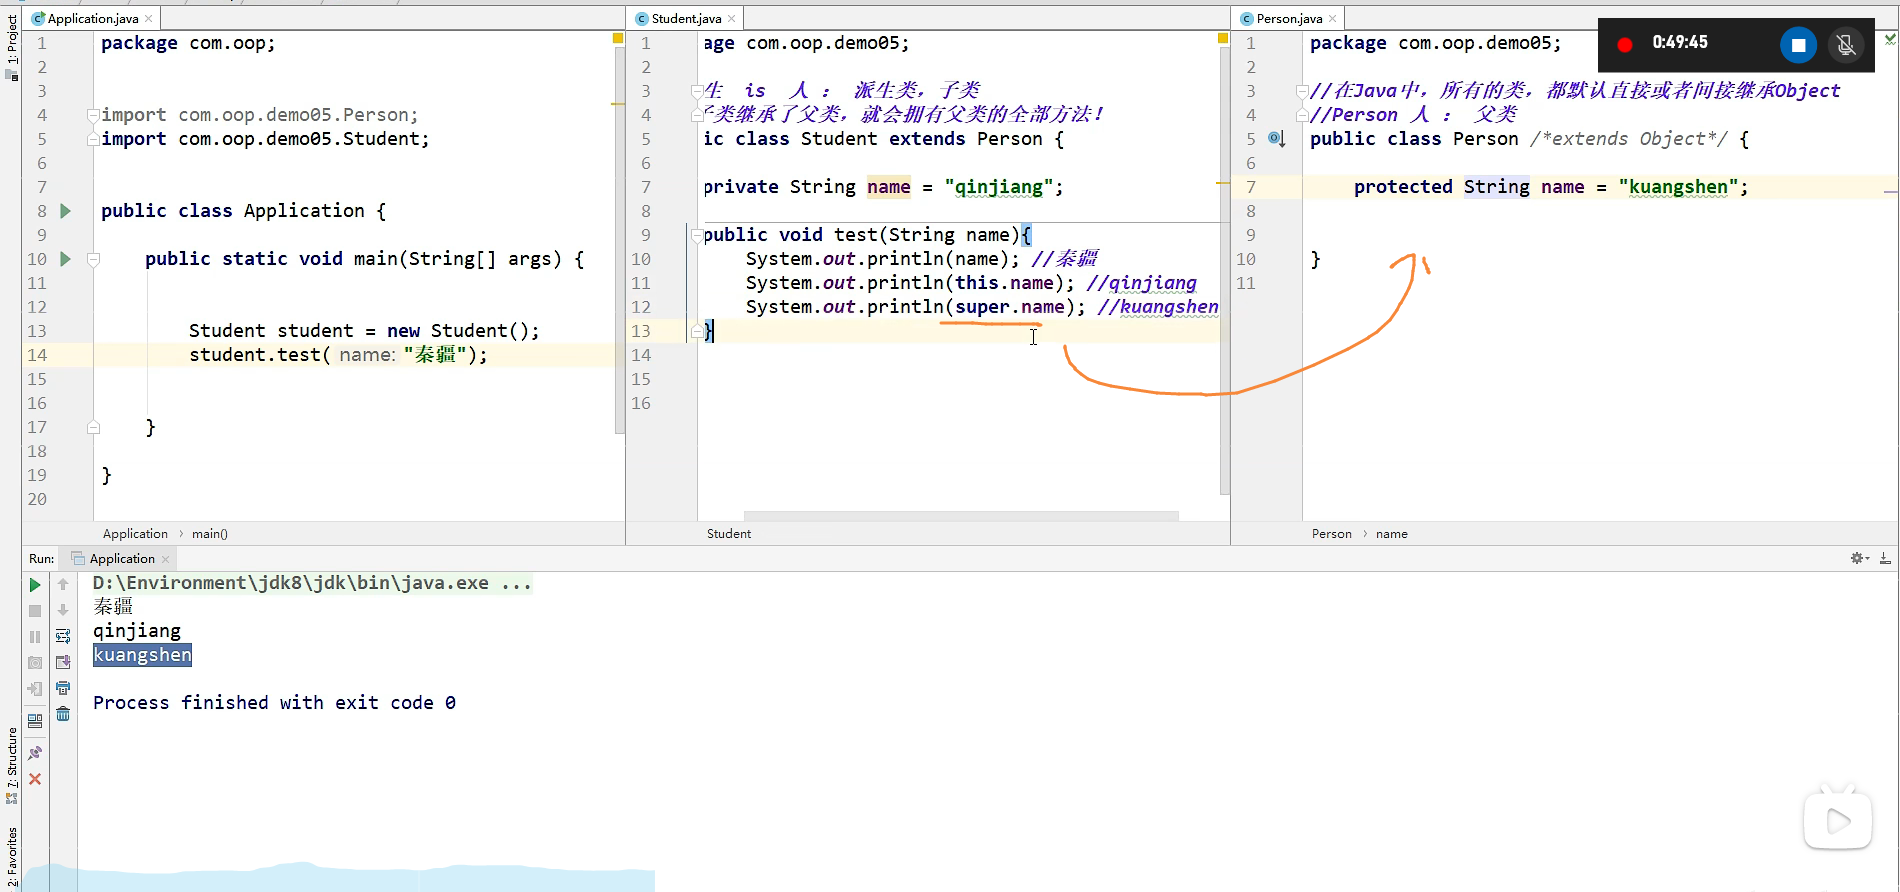 Application.java
1 package com.oop;
2
3
4 import com.oop.demo05.Person;
5 import com.oop.demo05.Student;
6
7
8 public class Application {
9
10 public static void main(String[] args) {
11
12
13 Student student = new Student();
14 student.test( name: "秦疆");
15
16
17 }
18
19 }
20
Application › main()
Student.java
1 age com.oop.demo05;
2
3 生 is 人 : 派生类, 子类
4 子类继承了父类, 就会拥有父类的全部方法!
5 ic class Student extends Person {
6
7 private String name = "qinjiang";
8
9 public void test(String name){
10 System.out.println(name); //秦疆
11 System.out.println(this.name); //qinjiang
12 System.out.println(super.name); //kuangshen
13 }
14
15
16
Student
Person.java
1 package com.oop.demo05;
2
3 //在Java中, 所有的类, 都默认直接或者间接继承Object
4 //Person 人 : 父类
5 public class Person /*extends Object*/ {
6
7 protected String name = "kuangshen";
8
9
10 }
11
Person › name
0:49:45
1: Project
7: Structure
2: Favorites
Run: Application
D:\Environment\jdk8\jdk\bin\java.exe ...
秦疆
qinjiang
kuangshen
Process finished with exit code 0